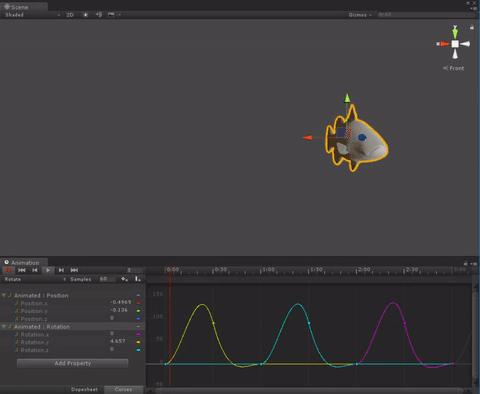 Scene
Shaded
2D
Gizmos
Y
Front
Animation
Rotate
Samples
60
0:00
0:30
1:00
1:30
2:00
2:30
3:00
Animated : Position
Position.x
-0.4969
Position.y
-0.136
Position.z
0
Animated : Rotation
Rotation.x
0
Rotation.y
4.657
Rotation.z
0
Add Property
Dopesheet
Curves
150
100
50
0